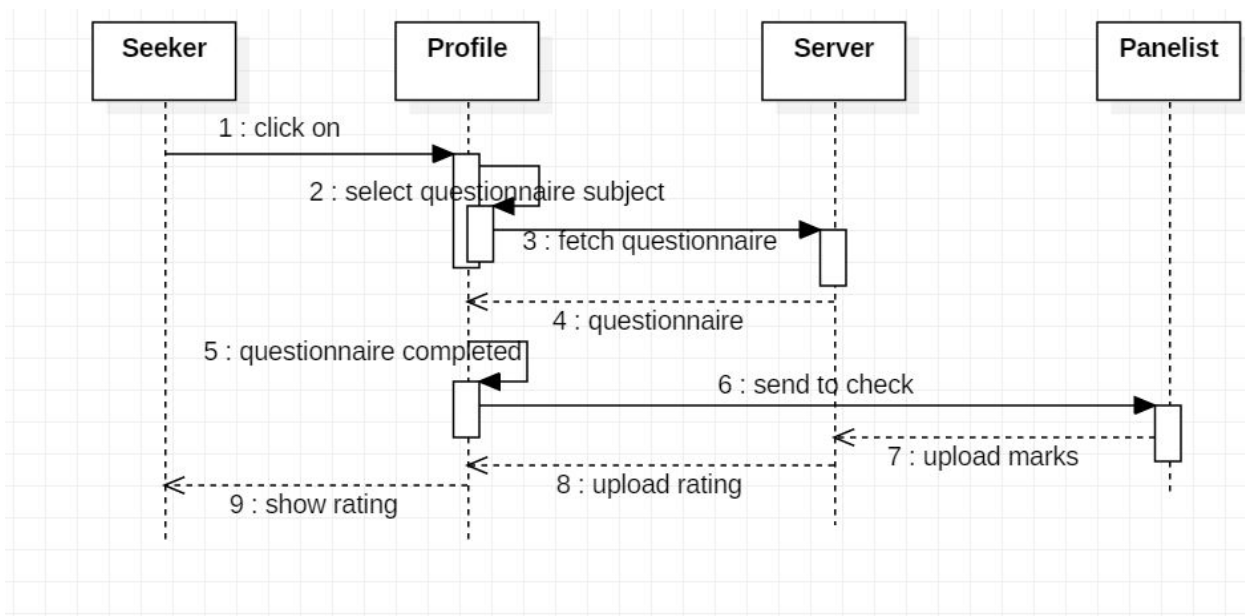 Seeker
Profile
Server
Panelist
1 : click on
2 : select questionnaire subject
3 : fetch questionnaire
4 : questionnaire
5 : questionnaire completed
6 : send to check
7 : upload marks
8 : upload rating
9 : show rating